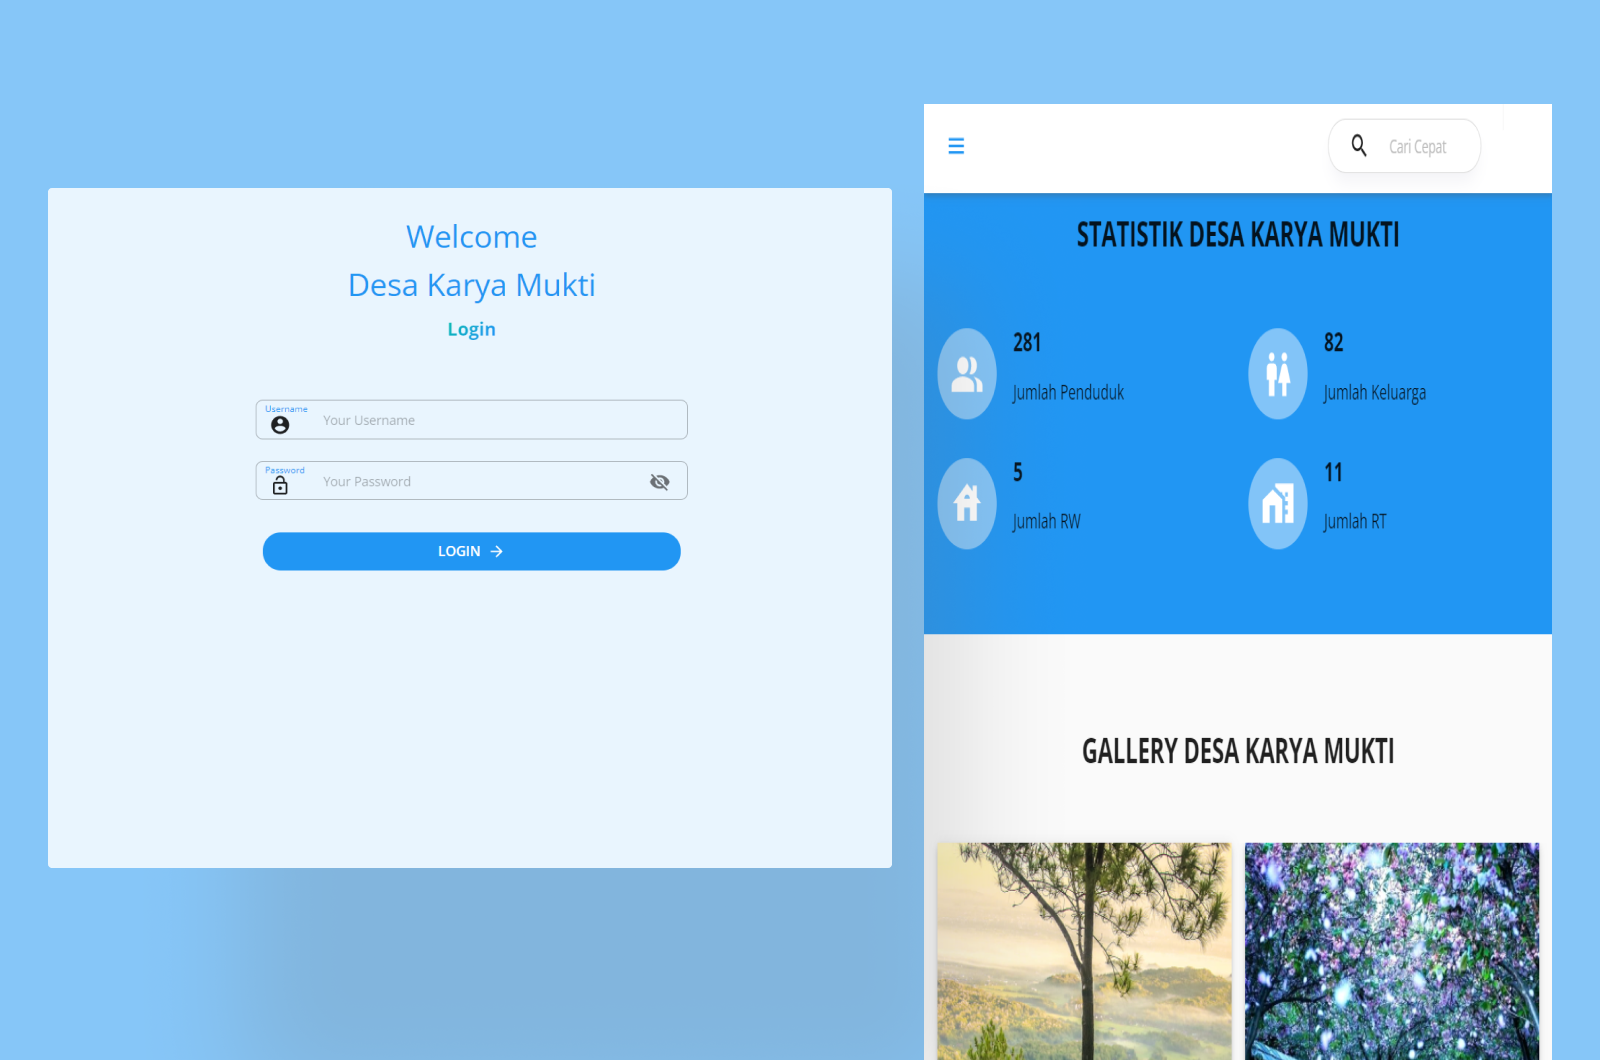 Welcome
Desa Karya Mukti
Login
Username
Your Username
Password
Your Password
LOGIN
Cari Cepat
STATISTIK DESA KARYA MUKTI
281
Jumlah Penduduk
82
Jumlah Keluarga
5
Jumlah RW
11
Jumlah RT
GALLERY DESA KARYA MUKTI